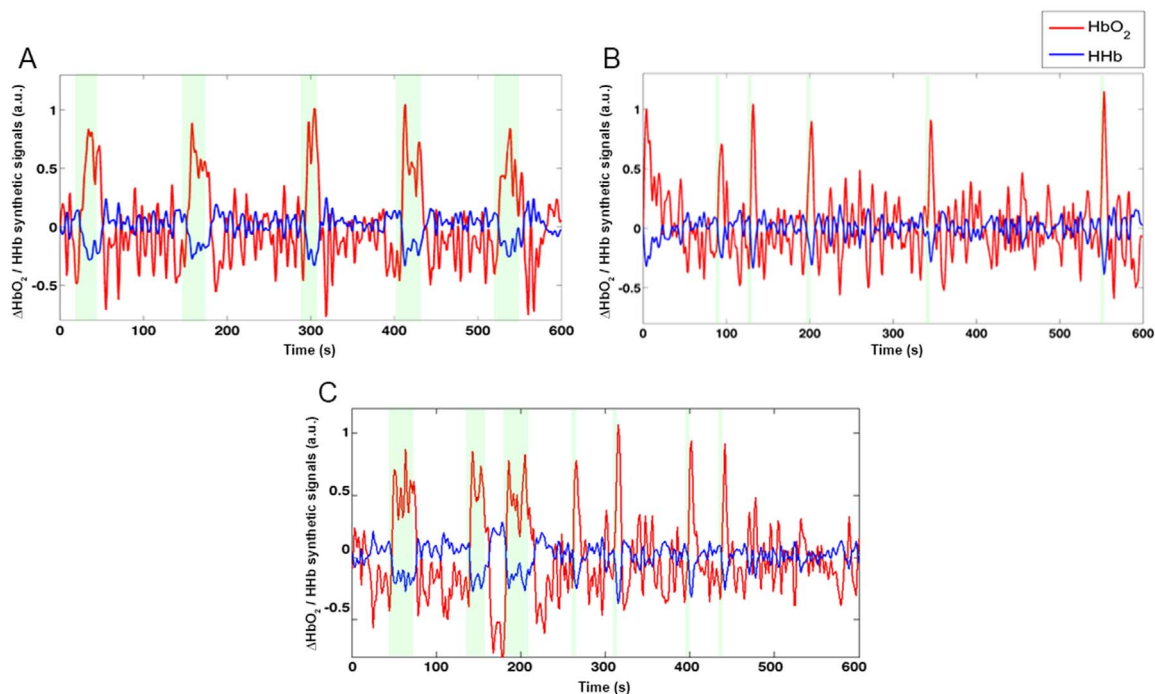 HbO₂
HHb
A
ΔHbO₂ / HHb synthetic signals (a.u.)
1
0.5
0
-0.5
0 100 200 300 400 500 600
Time (s)
B
ΔHbO₂ / HHb synthetic signals (a.u.)
1
0.5
0
-0.5
0 100 200 300 400 500 600
Time (s)
C
ΔHbO₂ / HHb synthetic signals (a.u.)
1
0.5
0
-0.5
0 100 200 300 400 500 600
Time (s)